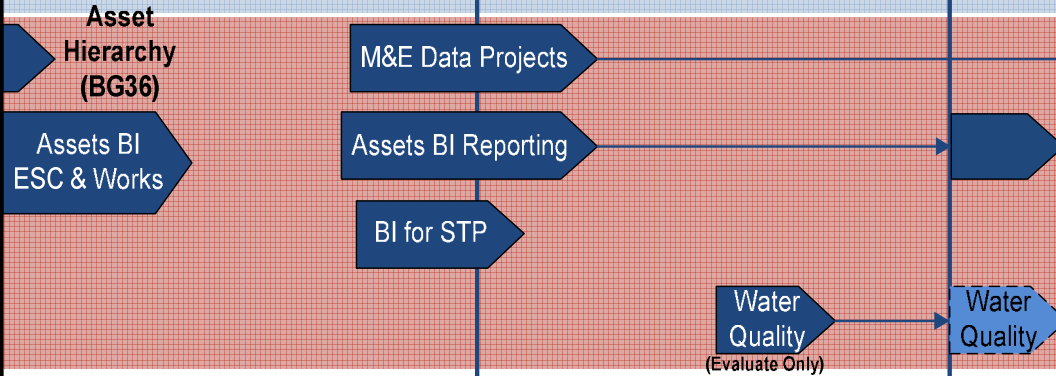 Asset
Hierarchy
(BG36)
M&E Data Projects
Assets BI
ESC & Works
Assets BI Reporting
BI for STP
Water
Quality
(Evaluate Only)
Water
Quality